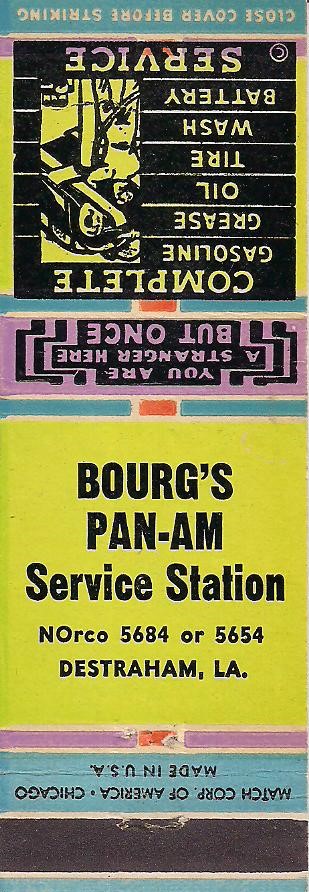 CLOSE COVER BEFORE STRIKING
COMPLETE
GASOLINE
GREASE
OIL
TIRE
WASH
BATTERY
SERVICE
©
YOU ARE
A STRANGER HERE
BUT ONCE
BOURG'S
PAN-AM
Service Station
NOrco 5684 or 5654
DESTRAHAM, LA.
MATCH CORP. OF AMERICA • CHICAGO
MADE IN U.S.A.